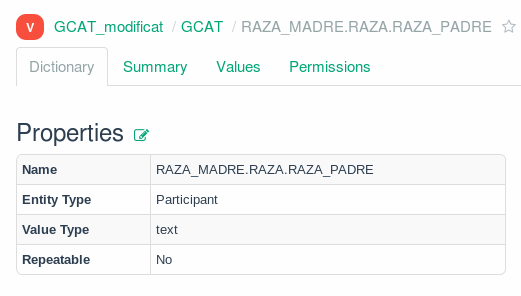 V GCAT_modificat / GCAT / RAZA_MADRE.RAZA.RAZA_PADRE
Dictionary Summary Values Permissions
Properties
Name RAZA_MADRE.RAZA.RAZA_PADRE
Entity Type Participant
Value Type text
Repeatable No